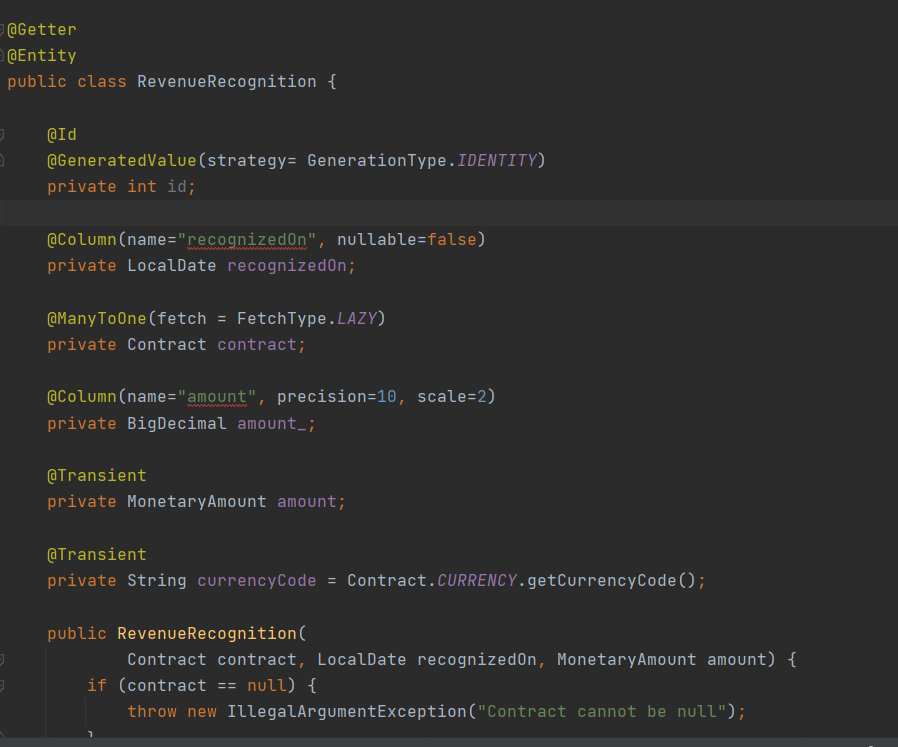 @Getter
@Entity
public class RevenueRecognition {
@Id
@GeneratedValue(strategy= GenerationType.IDENTITY)
private int id;
@Column(name="recognizedOn", nullable=false)
private LocalDate recognizedOn;
@ManyToOne(fetch = FetchType.LAZY)
private Contract contract;
@Column(name="amount", precision=10, scale=2)
private BigDecimal amount_;
@Transient
private MonetaryAmount amount;
@Transient
private String currencyCode = Contract.CURRENCY.getCurrencyCode();
public RevenueRecognition(
Contract contract, LocalDate recognizedOn, MonetaryAmount amount) {
if (contract == null) {
throw new IllegalArgumentException("Contract cannot be null");
}